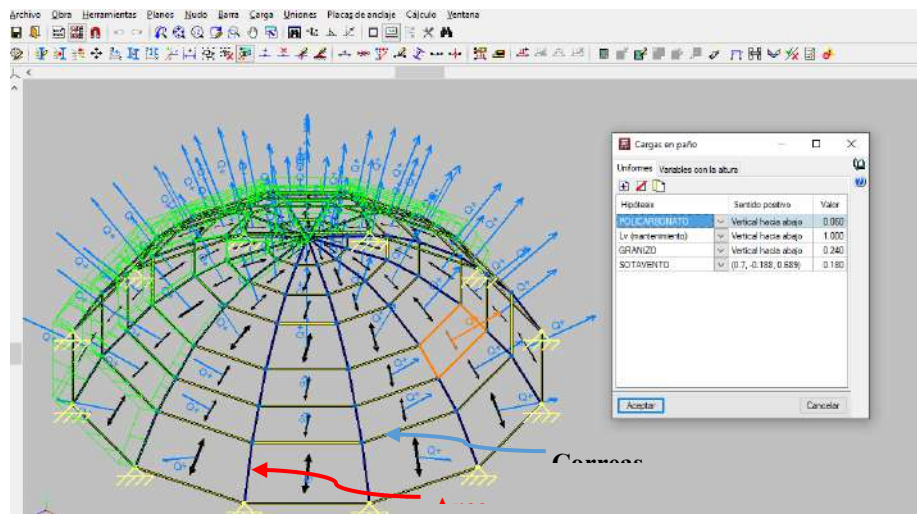 Archivo Obra Herramientas Planos Nudo Barra Carga Uniones Placas de anclaje Cálculo Ventana
Cargas en paño
Uniformes Variables con la altura
Hipótesis Sentido positivo Valor
POLICARBONATO Vertical hacia abajo 0.060
Lv (mantenimiento) Vertical hacia abajo 1.000
GRANIZO Vertical hacia abajo 0.240
SOTAVENTO (0.7, -0.188, 0.689) 0.180
Aceptar Cancelar
Correas